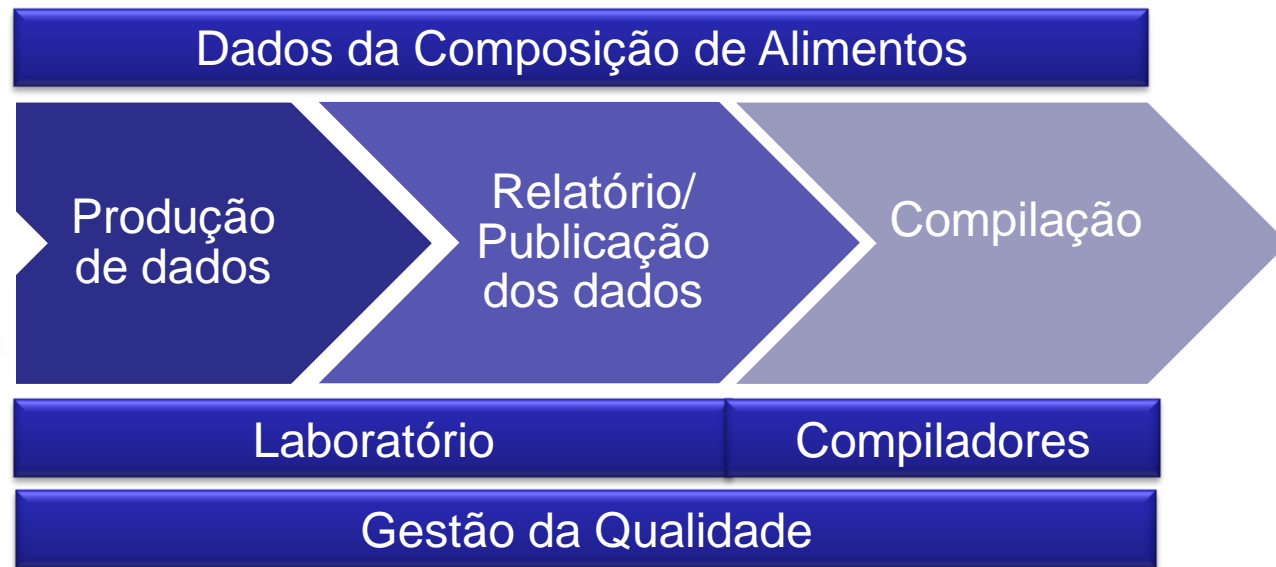 Dados da Composição de Alimentos
Produção
de dados
Relatório/
Publicação
dos dados
Compilação
Laboratório
Compiladores
Gestão da Qualidade